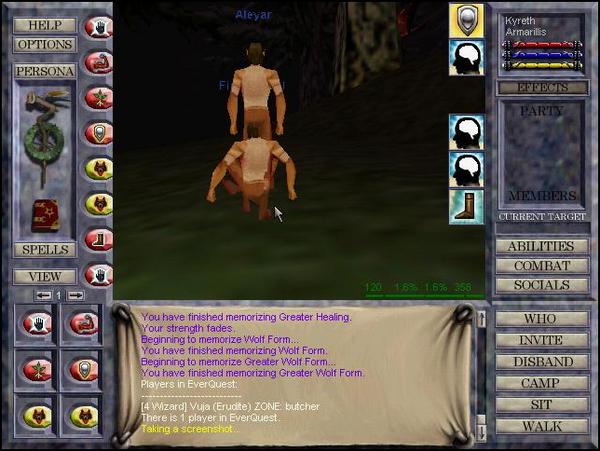 HELP
OPTIONS
PERSONA
SPELLS
VIEW
1
Aleyar
120 1.6% 1.6% 358
Kyreth
Armarillis
EFFECTS
PARTY
MEMBERS
CURRENT TARGET
ABILITIES
COMBAT
SOCIALS
WHO
INVITE
DISBAND
CAMP
SIT
WALK
You have finished memorizing Greater Healing.
Your strength fades.
Beginning to memorize Wolf Form...
You have finished memorizing Wolf Form.
Beginning to memorize Greater Wolf Form...
You have finished memorizing Greater Wolf Form.
Players in EverQuest:
---------------------------
[4 Wizard] Vuja (Erudite) ZONE: butcher
There is 1 player in EverQuest.
Taking a screenshot...